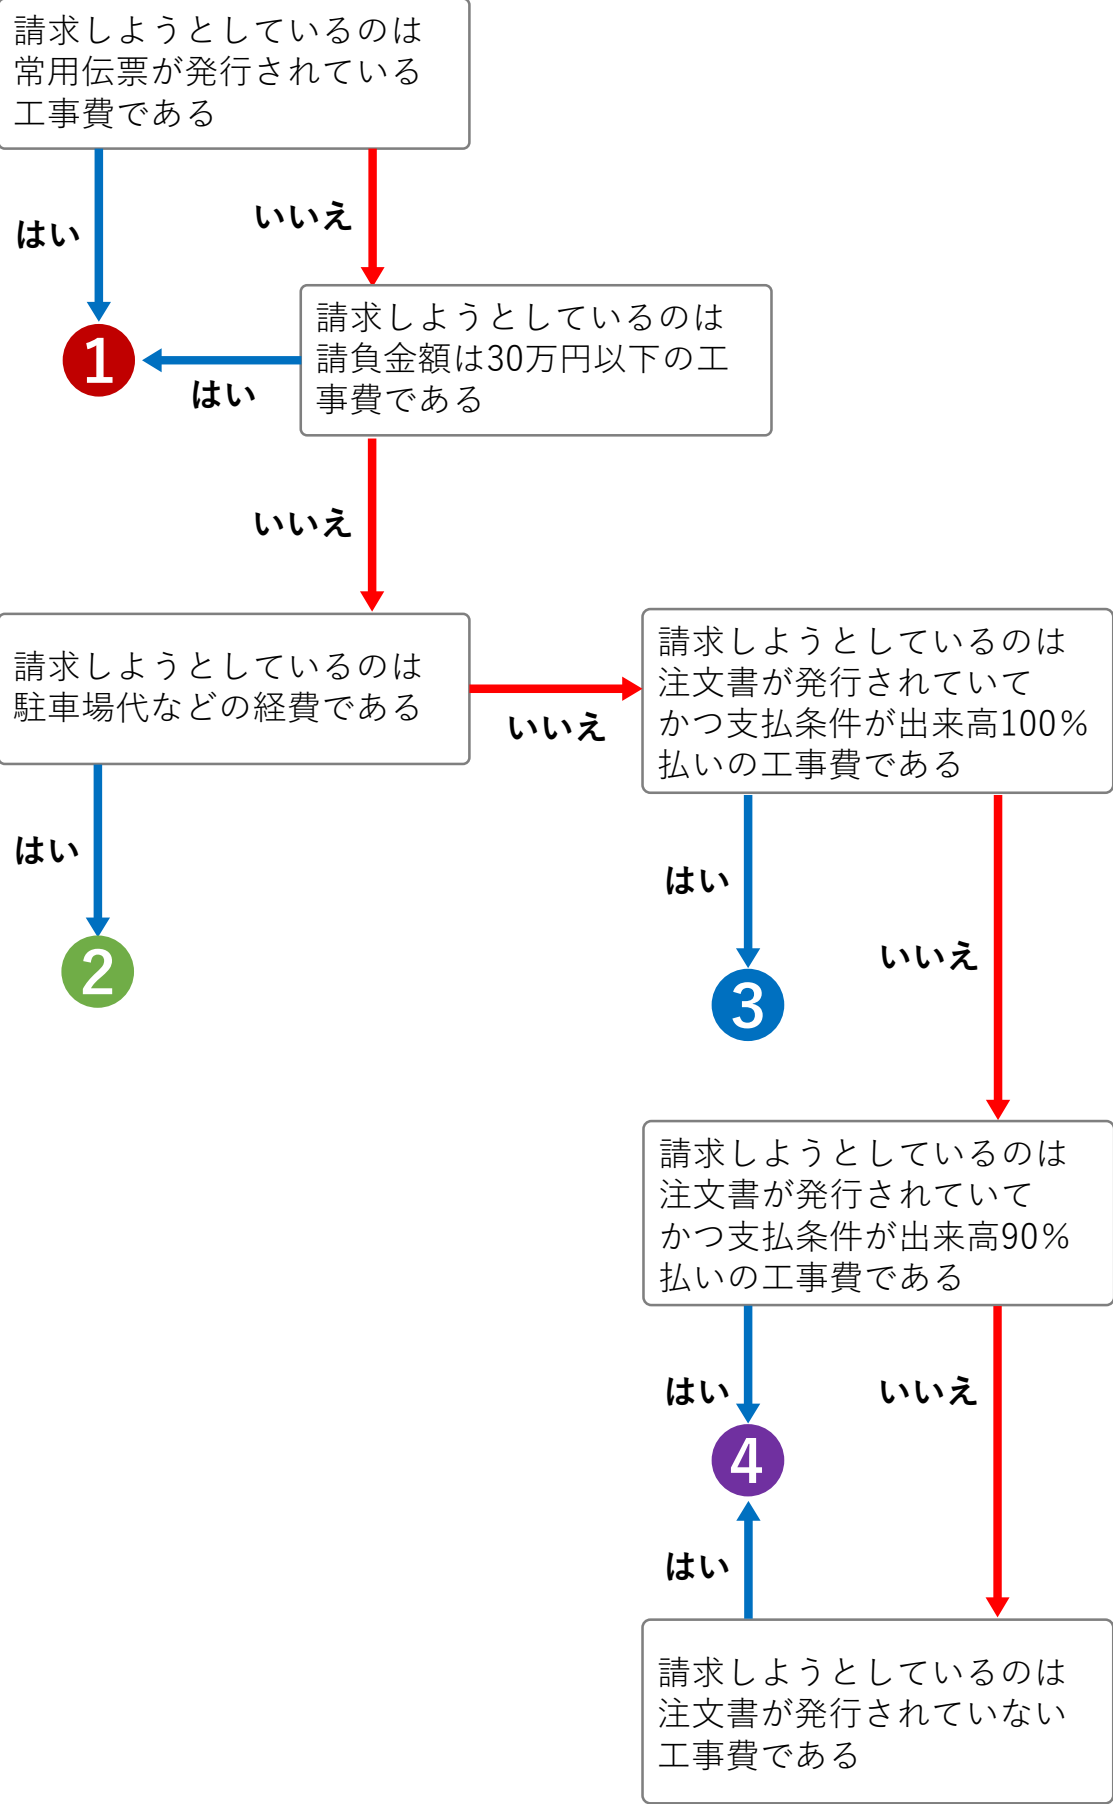 請求しようとしているのは
常用伝票が発行されている
工事費である
はい
いいえ
1
はい
請求しようとしているのは
請負金額は30万円以下の工
事費である
いいえ
請求しようとしているのは
駐車場代などの経費である
いいえ
請求しようとしているのは
注文書が発行されていて
かつ支払条件が出来高100%
払いの工事費である
はい
2
はい
3
いいえ
請求しようとしているのは
注文書が発行されていて
かつ支払条件が出来高90%
払いの工事費である
はい
いいえ
4
はい
請求しようとしているのは
注文書が発行されていない
工事費である